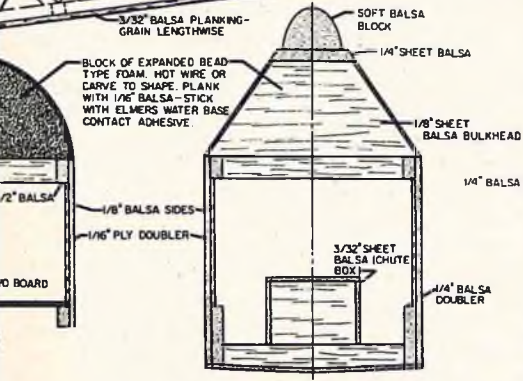 3/32" BALSA PLANKING-
GRAIN LENGTHWISE
SOFT BALSA
BLOCK
1/4" SHEET BALSA
BLOCK OF EXPANDED BEAD
TYPE FOAM. HOT WIRE OR
CARVE TO SHAPE. PLANK
WITH 1/16" BALSA-STICK
WITH ELMERS WATER BASE
CONTACT ADHESIVE.
1/8" SHEET
BALSA BULKHEAD
1/4" BALSA
/2" BALSA
1/8" BALSA SIDES
1/16" PLY DOUBLER
3/32" SHEET
BALSA (CHUTE
BOX)
BOARD
1/4" BALSA
DOUBLER